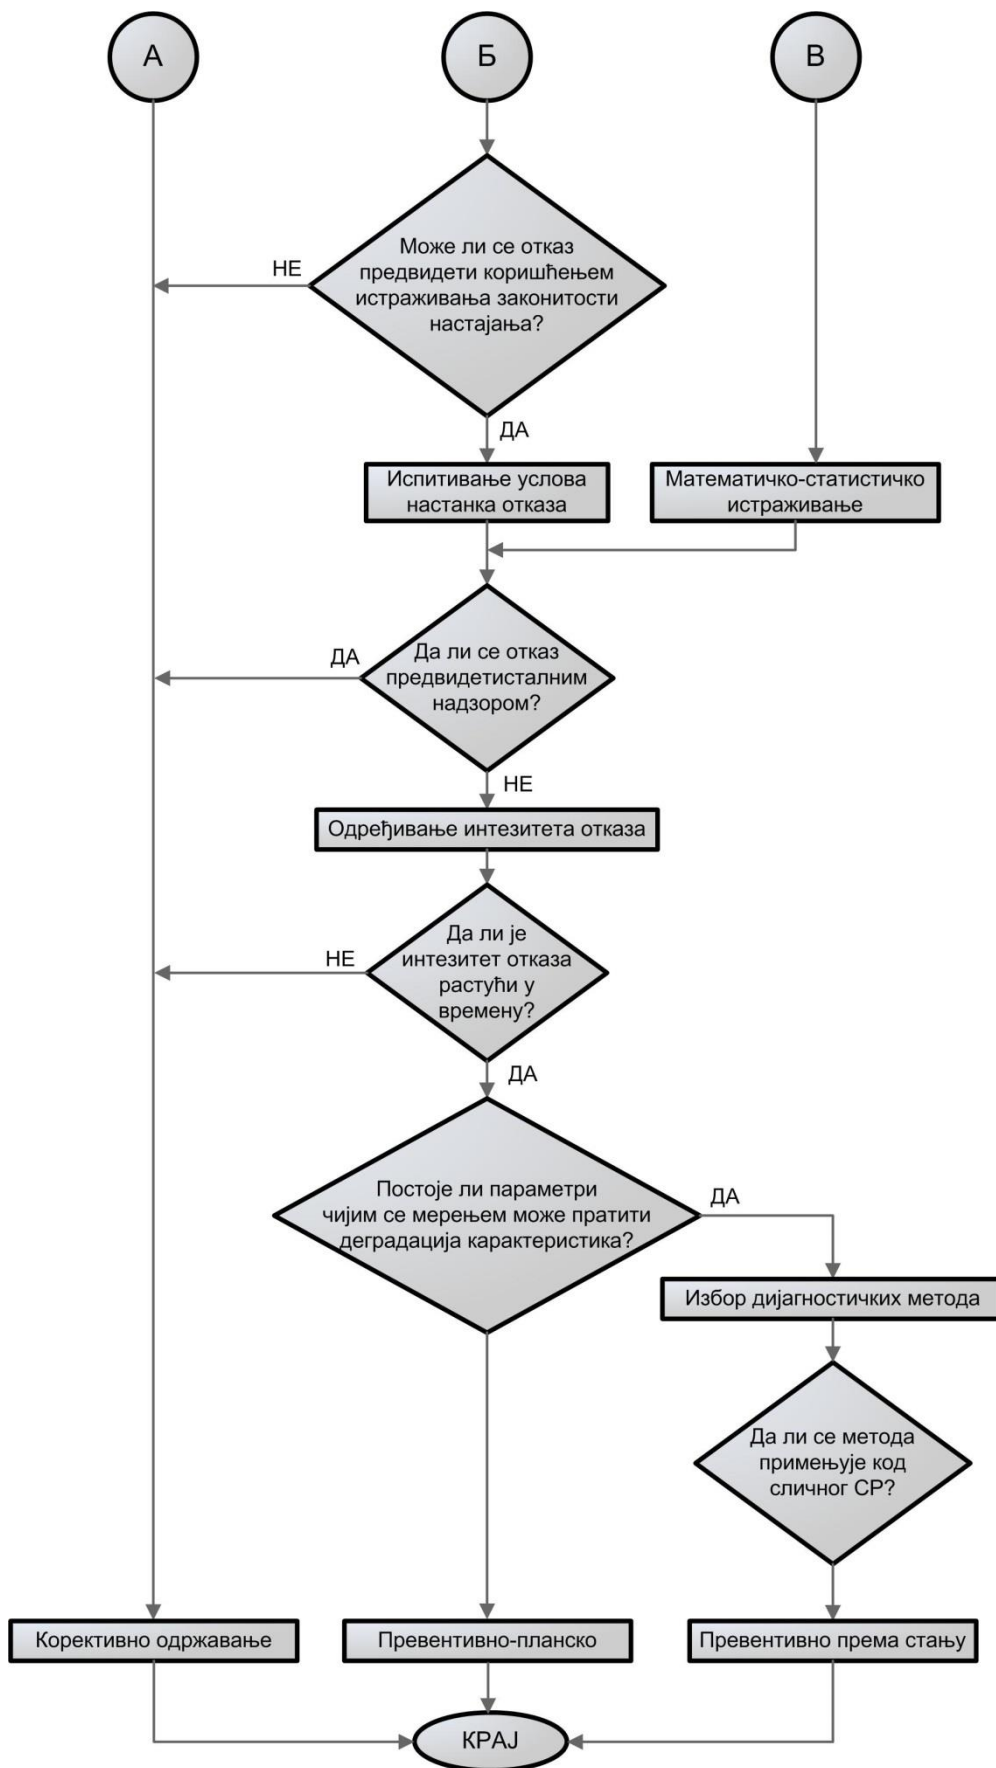 А
Б
В
Може ли се отказ
предвидети коришћењем
истраживања законитости
настајања?
НЕ
ДА
Испитивање услова
настанка отказа
Математичко-статистичко
истраживање
Да ли се отказ
предвидетисталним
надзором?
ДА
НЕ
Одређивање интезитета отказа
Да ли је
интезитет отказа
растући у
времену?
НЕ
ДА
Постоје ли параметри
чијим се мерењем може пратити
деградација карактеристика?
ДА
Избор дијагностичких метода
Да ли се метода
примењује код
сличног СР?
Корективно одржавање
Превентивно-планско
Превентивно према стању
КРАЈ